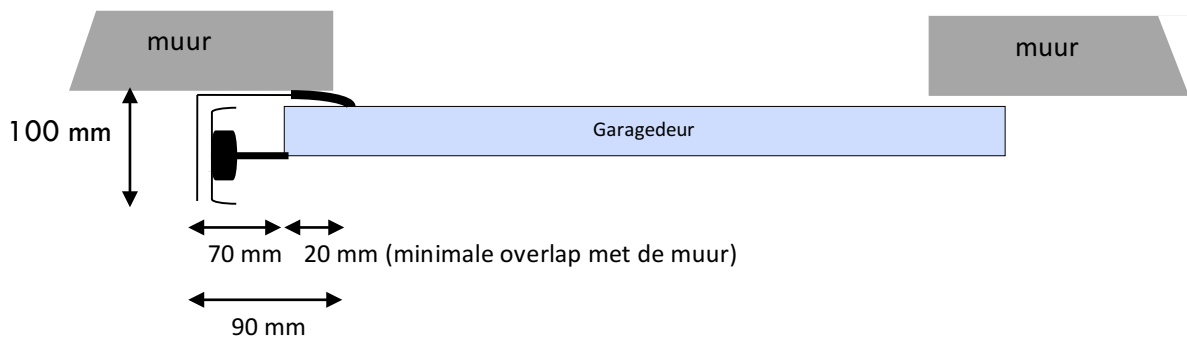 muur
muur
100 mm
Garagedeur
70 mm
20 mm (minimale overlap met de muur)
90 mm